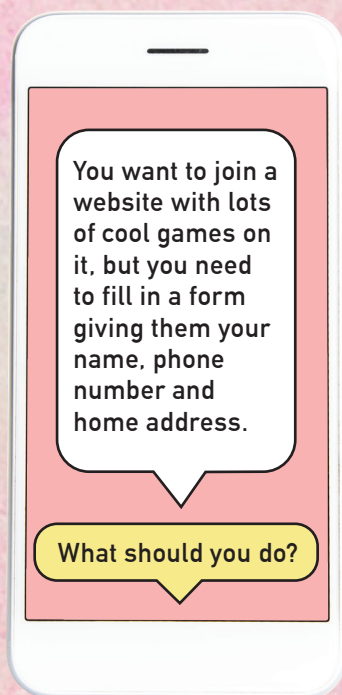 You want to join a
website with lots
of cool games on
it, but you need
to fill in a form
giving them your
name, phone
number and
home address.
What should you do?